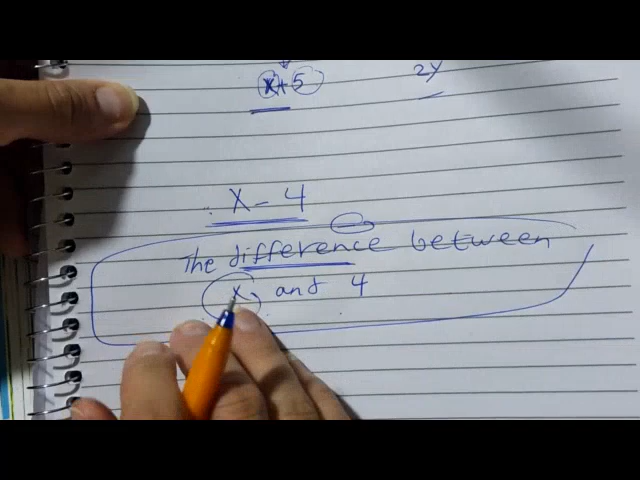 x+5
2y
x-4
The difference between
x, and 4